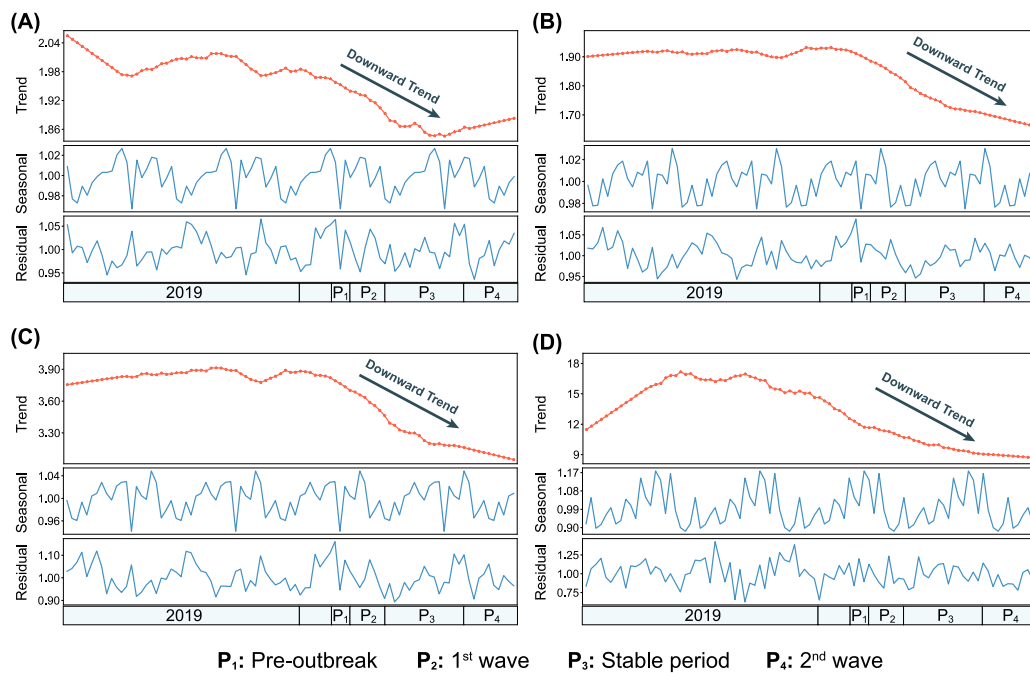 (A)
Trend
2.04
1.98
1.92
1.86
Downward Trend
Seasonal
1.02
1.00
0.98
Residual
1.05
1.00
0.95
2019
P1
P2
P3
P4
(B)
Trend
1.90
1.80
1.70
Downward Trend
Seasonal
1.02
1.00
0.98
Residual
1.05
1.00
0.95
2019
P1
P2
P3
P4
(C)
Trend
3.90
3.60
3.30
Downward Trend
Seasonal
1.04
1.00
0.96
Residual
1.10
1.00
0.90
2019
P1
P2
P3
P4
(D)
Trend
18
15
12
9
Downward Trend
Seasonal
1.17
1.08
0.99
0.90
Residual
1.25
1.00
0.75
2019
P1
P2
P3
P4
P1: Pre-outbreak P2: 1st wave P3: Stable period P4: 2nd wave